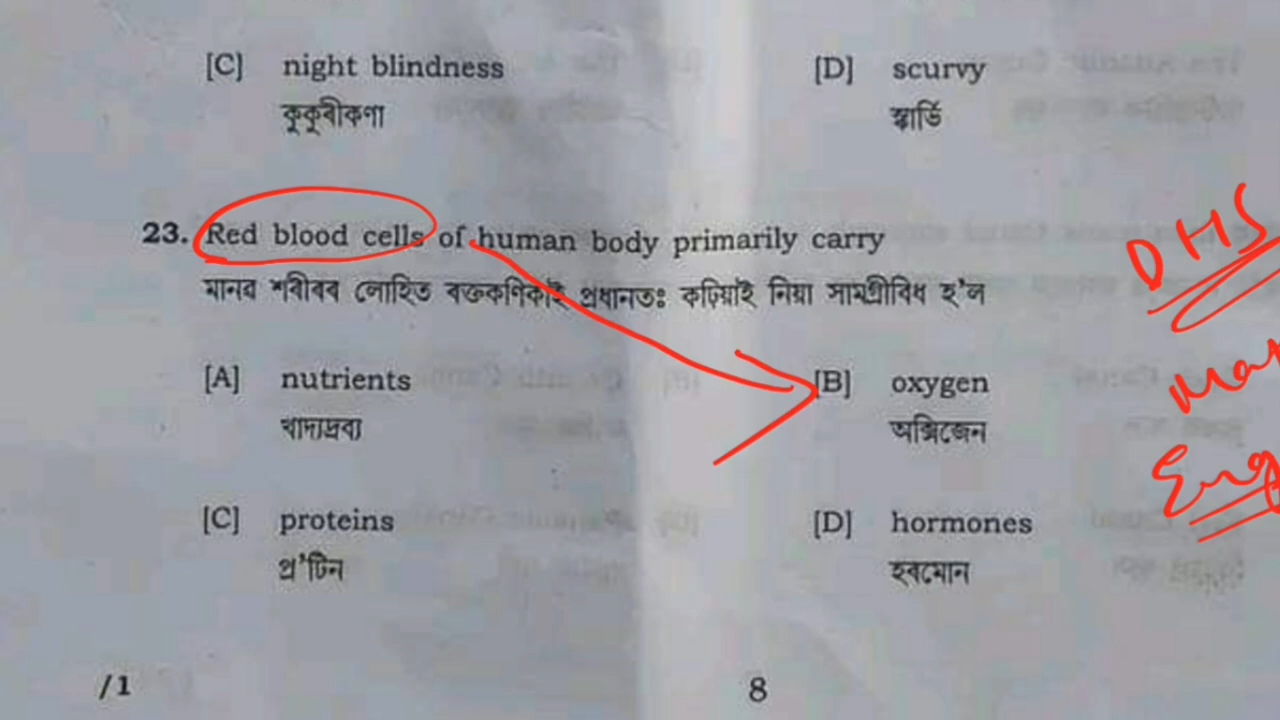 [C] night blindness [D] scurvy
কুকুৰীকণা স্কাৰ্ভি
23. Red blood cells of human body primarily carry
মানৱ শৰীৰৰ লোহিত ৰক্তকণিকাই প্ৰধানতঃ কঢ়িয়াই নিয়া সামগ্ৰীবিধ হ'ল
DHS
[A] nutrients [B] oxygen
খাদ্যদ্ৰব্য অক্সিজেন
[C] proteins [D] hormones
প্ৰ'টিন হৰমোন
/1 8